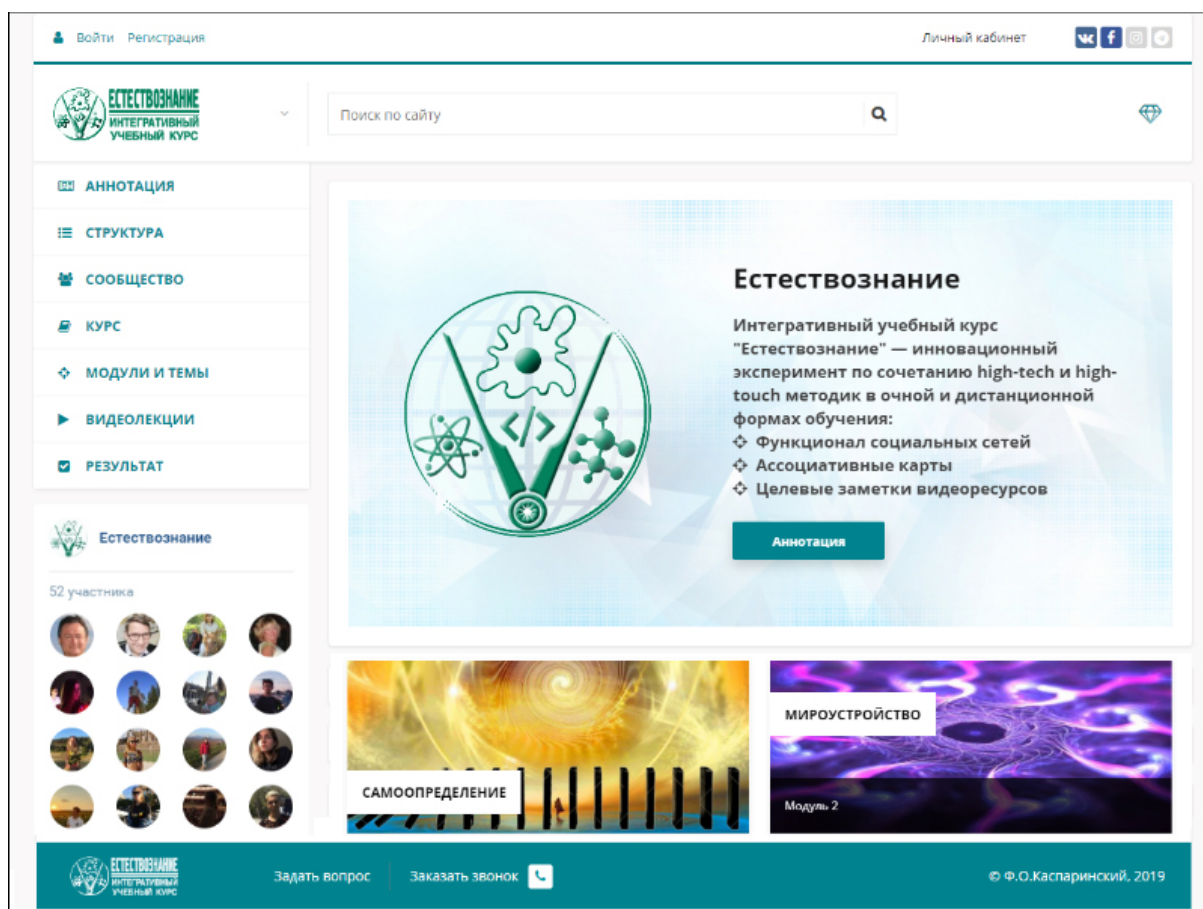 Войти Регистрация
Личный кабинет
ЕСТЕСТВОЗНАНИЕ
ИНТЕГРАТИВНЫЙ
УЧЕБНЫЙ КУРС
Поиск по сайту
АННОТАЦИЯ
СТРУКТУРА
СООБЩЕСТВО
КУРС
МОДУЛИ И ТЕМЫ
ВИДЕОЛЕКЦИИ
РЕЗУЛЬТАТ
Естествознание
Интегративный учебный курс
"Естествознание" — инновационный
эксперимент по сочетанию high-tech и high-
touch методик в очной и дистанционной
формах обучения:
Функционал социальных сетей
Ассоциативные карты
Целевые заметки видеоресурсов
Аннотация
Естествознание
52 участника
САМООПРЕДЕЛЕНИЕ
МИРОУСТРОЙСТВО
Модуль 2
ЕСТЕСТВОЗНАНИЕ
ИНТЕГРАТИВНЫЙ
УЧЕБНЫЙ КУРС
Задать вопрос
Заказать звонок
© Ф.О.Каспаринский, 2019